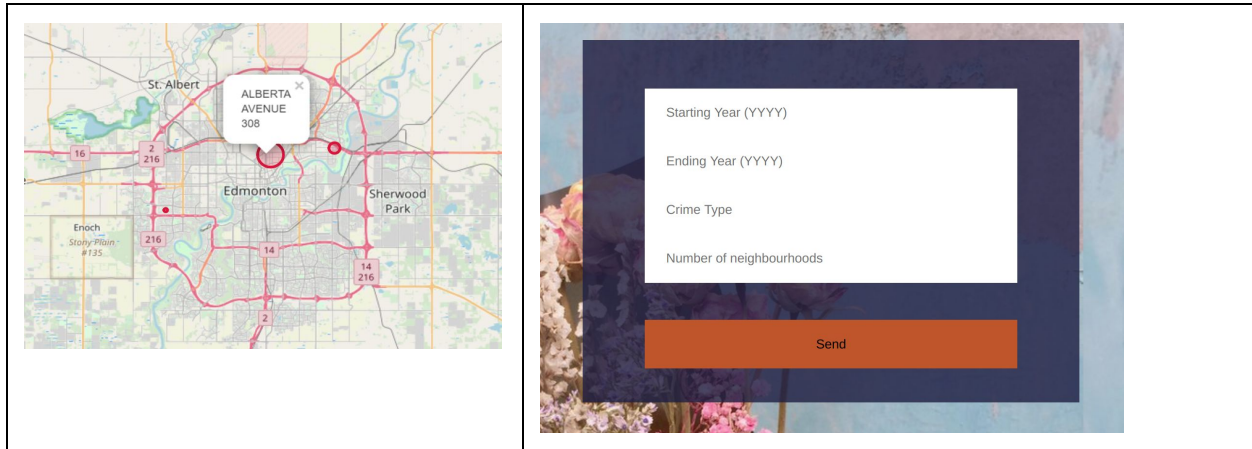 St. Albert
ALBERTA
AVENUE
308
×
16
2
216
Edmonton
Sherwood
Park
Enoch
Stony Plain
#135
216
14
14
216
2
Starting Year (YYYY)
Ending Year (YYYY)
Crime Type
Number of neighbourhoods
Send